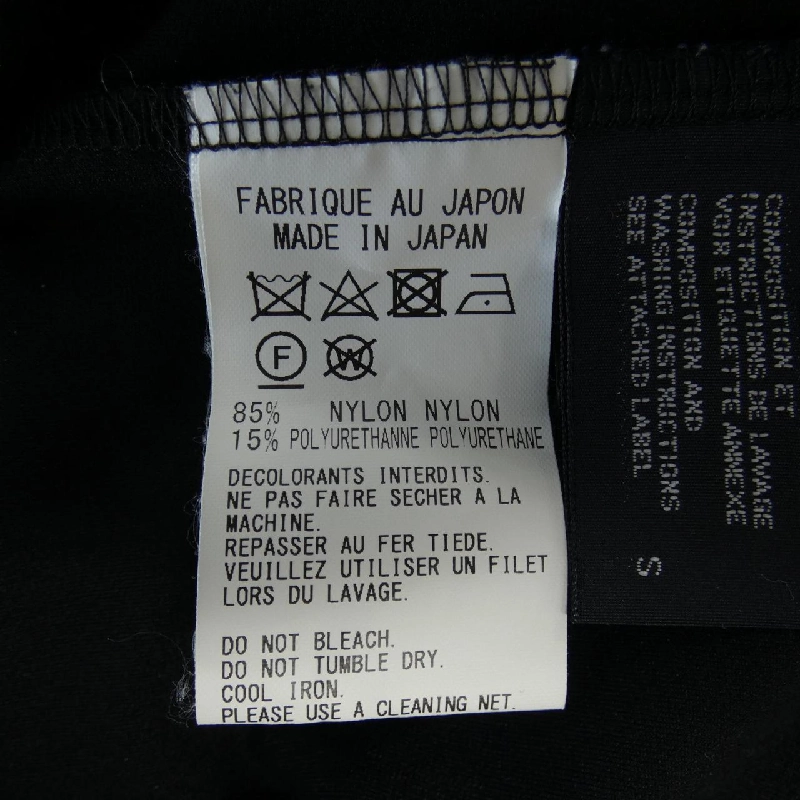 FABRIQUE AU JAPON
MADE IN JAPAN
F
W
85% NYLON NYLON
15% POLYURETHANNE POLYURETHANE
DECOLORANTS INTERDITS.
NE PAS FAIRE SECHER A LA
MACHINE.
REPASSER AU FER TIEDE.
VEUILLEZ UTILISER UN FILET
LORS DU LAVAGE.
DO NOT BLEACH.
DO NOT TUMBLE DRY.
COOL IRON.
PLEASE USE A CLEANING NET.
COMPOSITION ET
INSTRUCTIONS DE LAVAGE
VOIR ETIQUETTE ANNEXE
COMPOSITION AND
WASHING INSTRUCTIONS
SEE ATTACHED LABEL
S